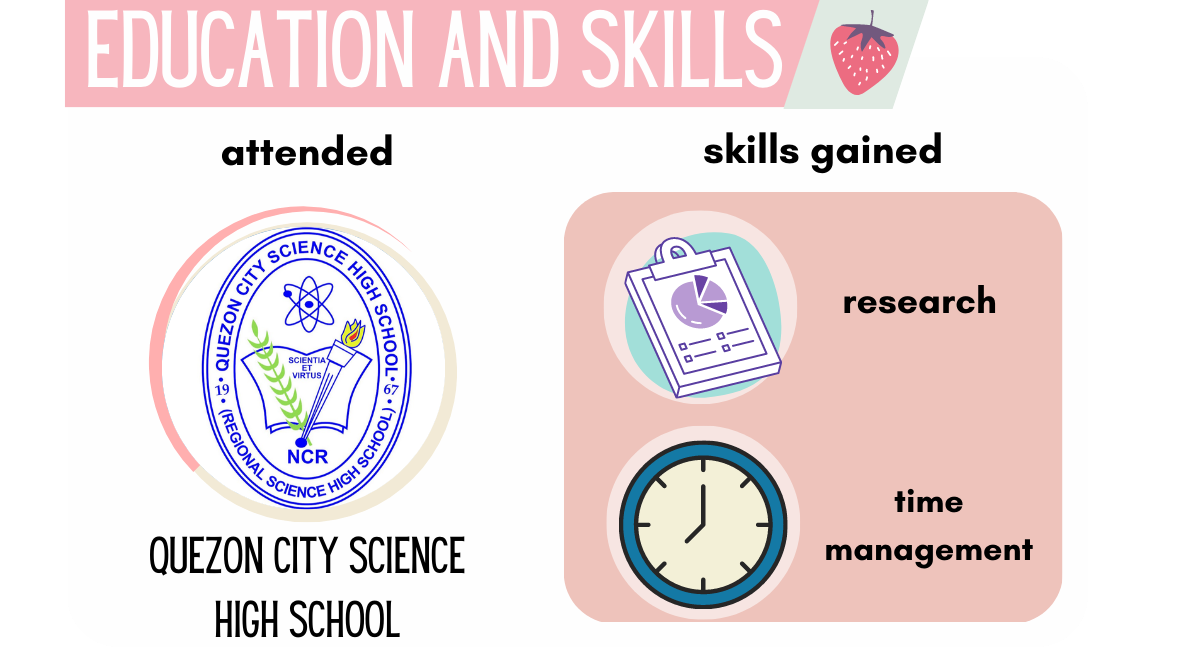 EDUCATION AND SKILLS
attended
QUEZON CITY SCIENCE HIGH SCHOOL
19
67
SCIENTIA
ET
VIRTUS
NCR
(REGIONAL SCIENCE HIGH SCHOOL)
QUEZON CITY SCIENCE
HIGH SCHOOL
skills gained
research
time
management